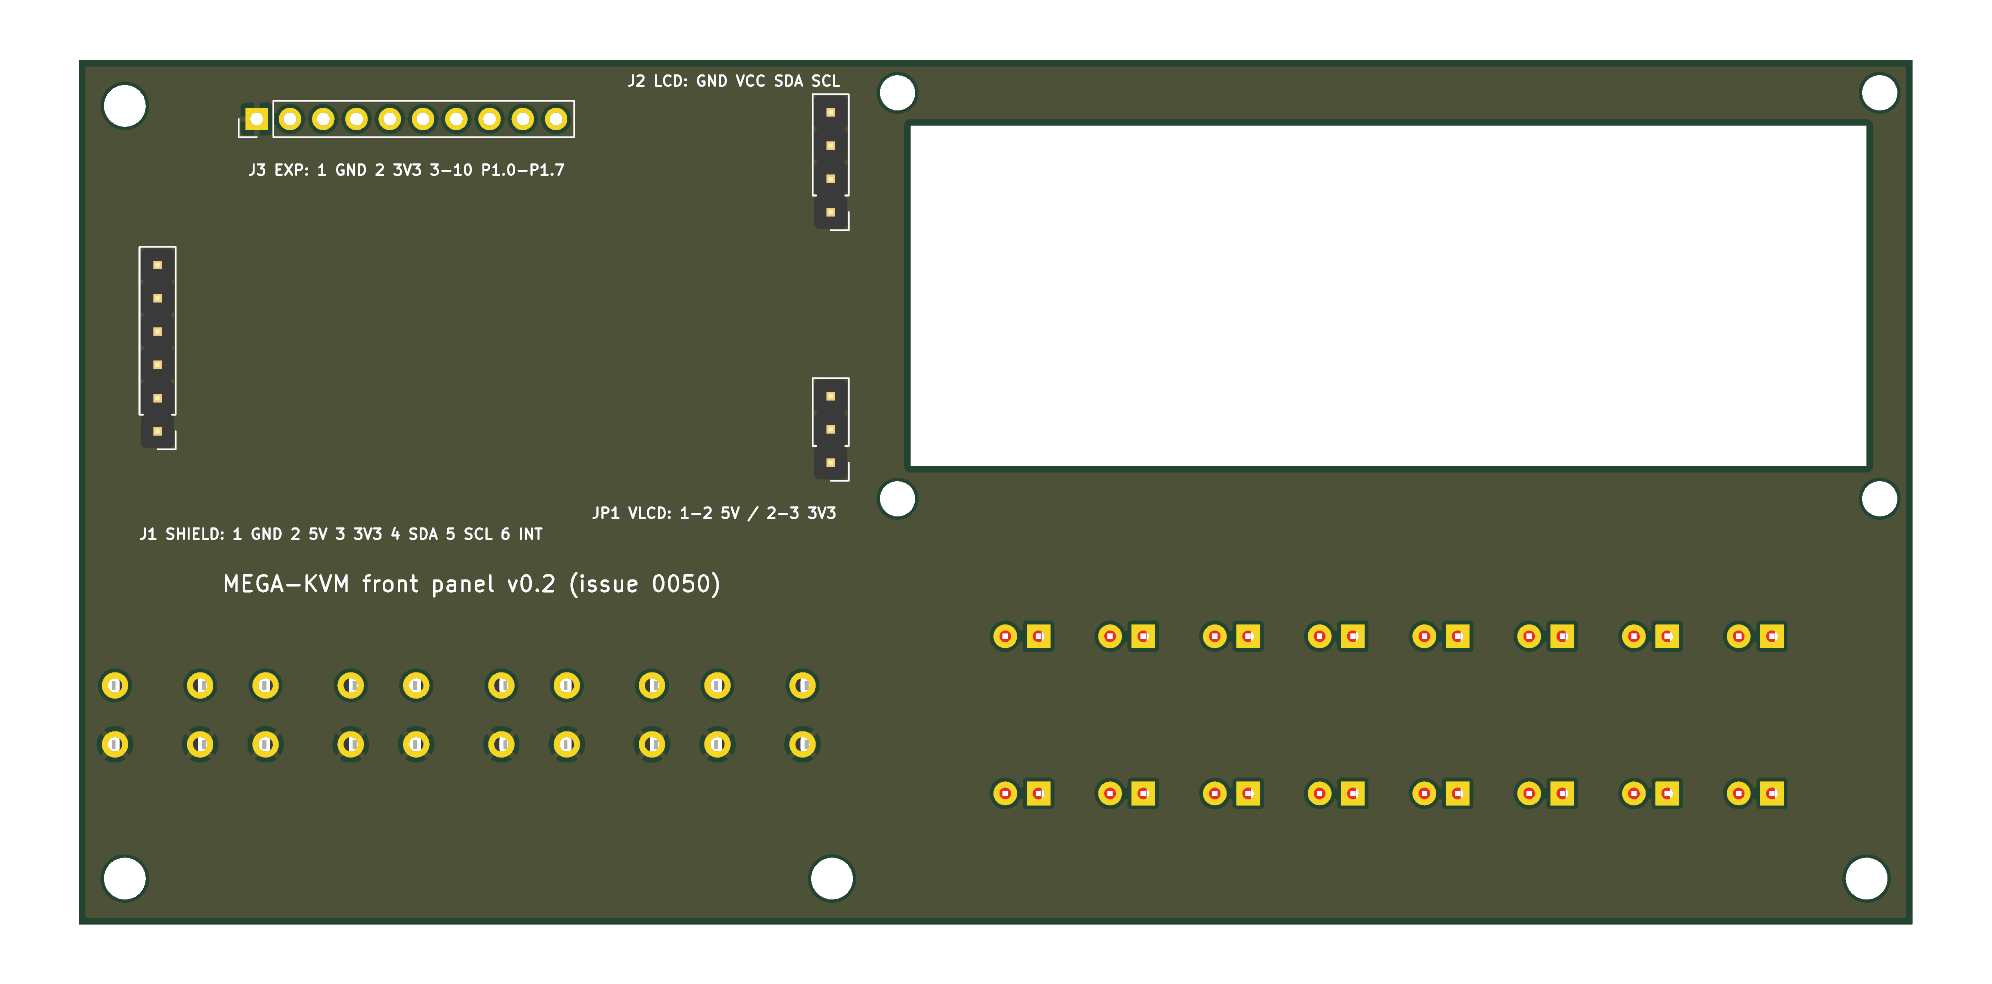 J2 LCD: GND VCC SDA SCL
J3 EXP: 1 GND 2 3V3 3-10 P1.0-P1.7
JP1 VLCD: 1-2 5V / 2-3 3V3
J1 SHIELD: 1 GND 2 5V 3 3V3 4 SDA 5 SCL 6 INT
MEGA-KVM front panel v0.2 (issue 0050)